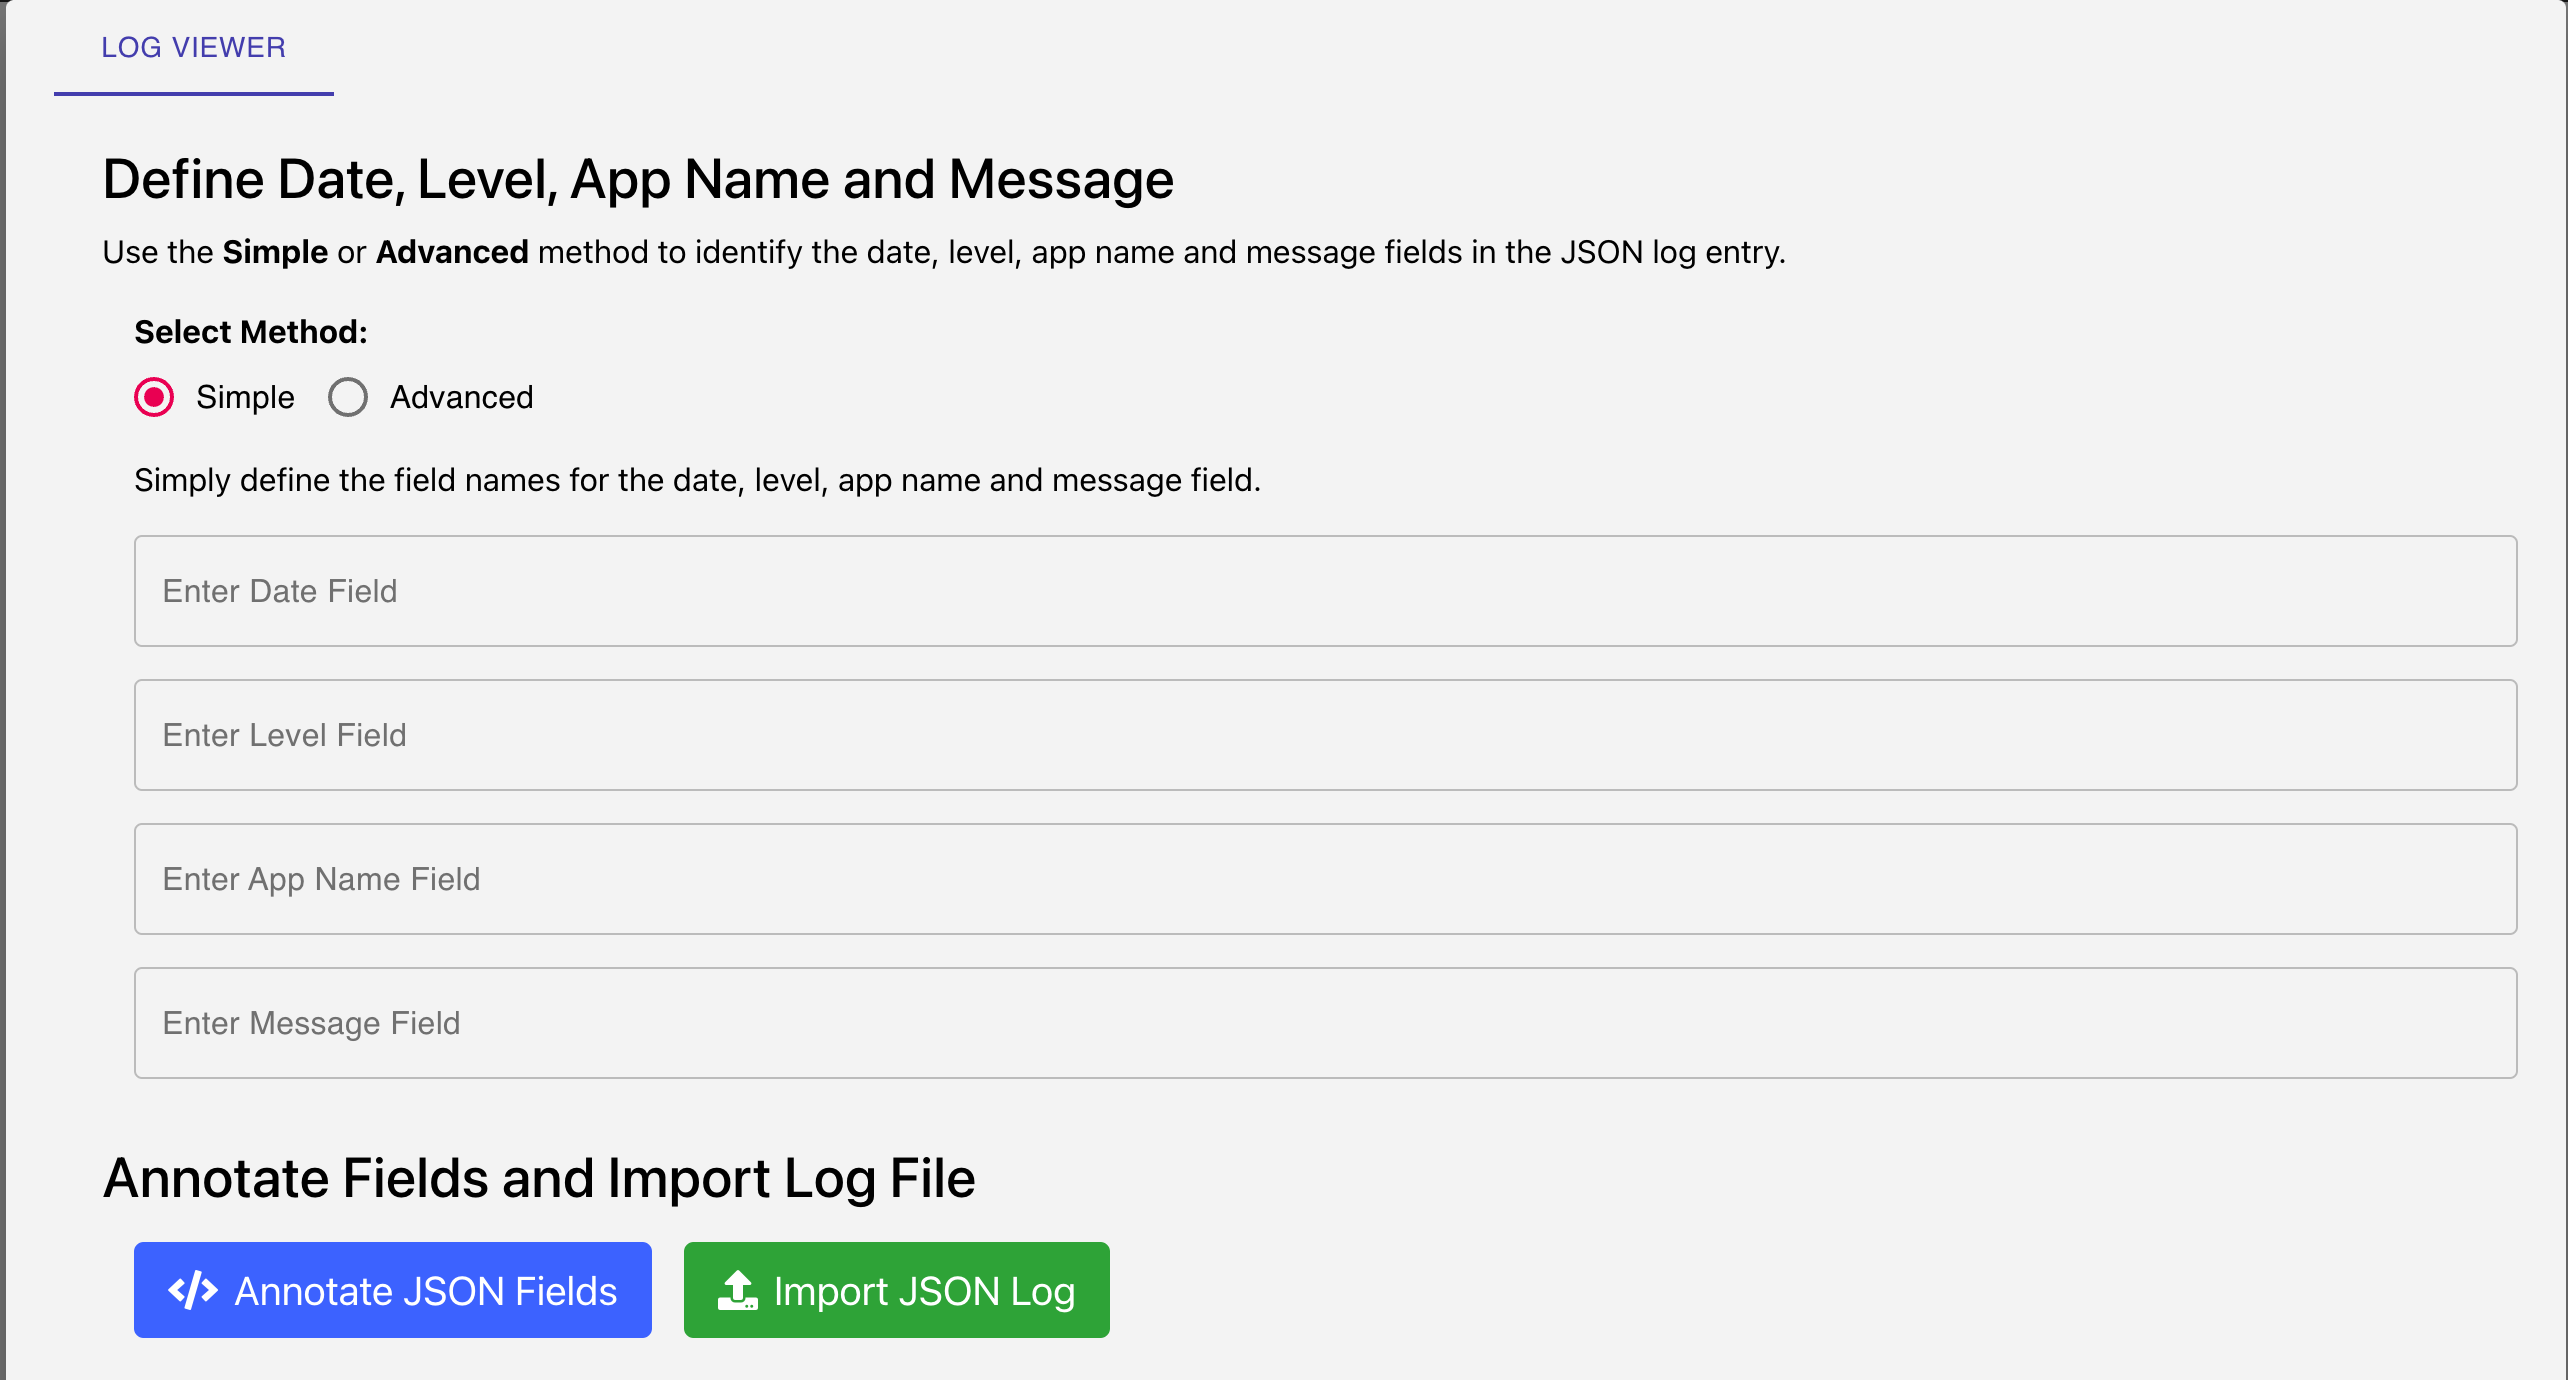 LOG VIEWER
Define Date, Level, App Name and Message
Use the Simple or Advanced method to identify the date, level, app name and message fields in the JSON log entry.
Select Method:
Simple Advanced
Simply define the field names for the date, level, app name and message field.
Enter Date Field
Enter Level Field
Enter App Name Field
Enter Message Field
Annotate Fields and Import Log File
Annotate JSON Fields Import JSON Log